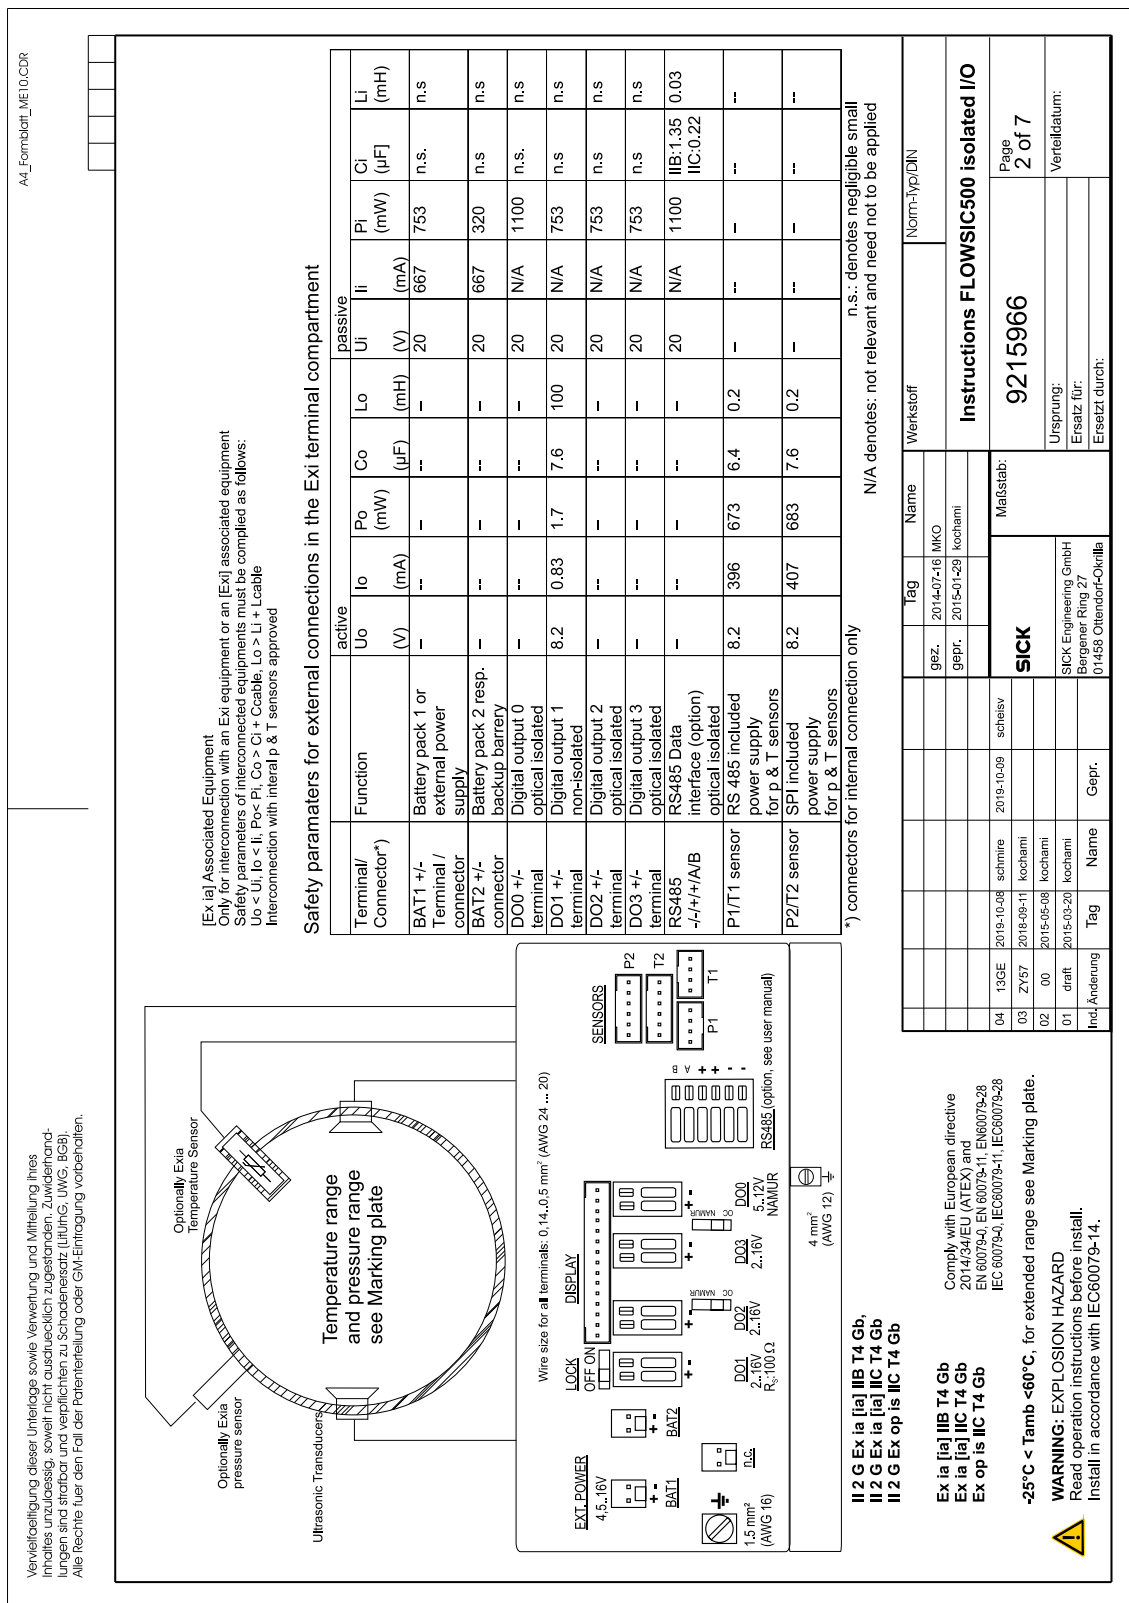 A4_Formblatt_ME10.CDR
Vervielfaeltigung dieser Unterlage sowie Verwertung und Mitteilung ihres
Inhaltes unzulaessig, soweit nicht ausdruecklich zugestanden. Zuwiderhand-
lungen sind strafbar und verpflichten zu Schadenersatz (LitUrhG, UWG, BGB).
Alle Rechte fuer den Fall der Patenterteilung oder GM-Eintragung vorbehalten.
Optionally Exia
pressure sensor
Optionally Exia
Temperature Sensor
Ultrasonic Transducers
Temperature range
and pressure range
see Marking plate
[Ex ia] Associated Equipment
Only for interconnection with an Exi equipment or an [Exi] associated equipment
Safety parameters of interconnected equipments must be complied as follows:
Uo < Ui, Io < Ii, Po< Pi, Co > Ci + Ccable, Lo > Li + Lcable
Interconnection with interal p & T sensors approved
Safety paramaters for external connections in the Exi terminal compartment
active passive
Terminal/ Connector*) Function Uo (V) Io (mA) Po (mW) Co (µF) Lo (mH) Ui (V) Ii (mA) Pi (mW) Ci (µF] Li (mH)
BAT1 +/- Terminal / connector Battery pack 1 or external power supply -- -- -- -- -- 20 667 753 n.s. n.s
BAT2 +/- connector Battery pack 2 resp. backup barrery -- -- -- -- -- 20 667 320 n.s n.s
DO0 +/- terminal Digital output 0 optical isolated -- -- -- -- -- 20 N/A 1100 n.s. n.s
DO1 +/- terminal Digital output 1 non-isolated 8.2 0.83 1.7 7.6 100 20 N/A 753 n.s n.s
DO2 +/- terminal Digital output 2 optical isolated -- -- -- -- -- 20 N/A 753 n.s n.s
DO3 +/- terminal Digital output 3 optical isolated -- -- -- -- -- 20 N/A 753 n.s n.s
RS485 -/-/+/+/A/B RS485 Data interface (option) optical isolated -- -- -- -- -- 20 N/A 1100 IIB:1.35 IIC:0.22 0.03
P1/T1 sensor RS 485 included power supply for p & T sensors 8.2 396 673 6.4 0.2 -- -- -- -- --
P2/T2 sensor SPI included power supply for p & T sensors 8.2 407 683 7.6 0.2 -- -- -- -- --
*) connectors for internal connection only
n.s.: denotes negligible small
N/A denotes: not relevant and need not to be applied
Wire size for all terminals: 0,14..0,5 mm² (AWG 24 ... 20)
EXT. POWER
4,5..16V
+ -
BAT1
+ -
BAT2
LOCK
OFF ON
DISPLAY
SENSORS
P2
T2
P1
T1
+ -
DO1
2..16V
Rs:100 Ω
+ -
DO2
2..16V
OC
NAMUR
+ -
DO3
2..16V
OC
NAMUR
+ -
DO0
5..12V
NAMUR
B
A
+
+
-
-
RS485 (option, see user manual)
1,5 mm²
(AWG 16)
n.c.
4 mm²
(AWG 12)
II 2 G Ex ia [ia] IIB T4 Gb,
II 2 G Ex ia [ia] IIC T4 Gb
II 2 G Ex op is IIC T4 Gb
Ex ia [ia] IIB T4 Gb
Ex ia [ia] IIC T4 Gb
Ex op is IIC T4 Gb
Comply with European directive
2014/34/EU (ATEX) and
EN 60079-0, EN 60079-11, EN60079-28
IEC 60079-0, IEC60079-11, IEC60079-28
-25°C < Tamb <60°C, for extended range see Marking plate.
WARNING: EXPLOSION HAZARD
Read operation instructions before install.
Install in accordance with IEC60079-14.
Tag Name Werkstoff Norm-Typ/DIN
gez. 2014-07-16 MKO
gepr. 2015-01-29 kochami
Instructions FLOWSIC500 isolated I/O
04 13GE 2019-10-08 schmire 2019-10-09 scheisv
03 ZY57 2018-09-11 kochami
02 00 2015-05-08 kochami
01 draft 2015-03-20 kochami
Ind. Änderung Tag Name Gepr.
SICK
SICK Engineering GmbH
Bergener Ring 27
01458 Ottendorf-Okrilla
Maßstab:
9215966
Page
2 of 7
Ursprung:
Ersatz für:
Ersetzt durch:
Verteildatum: